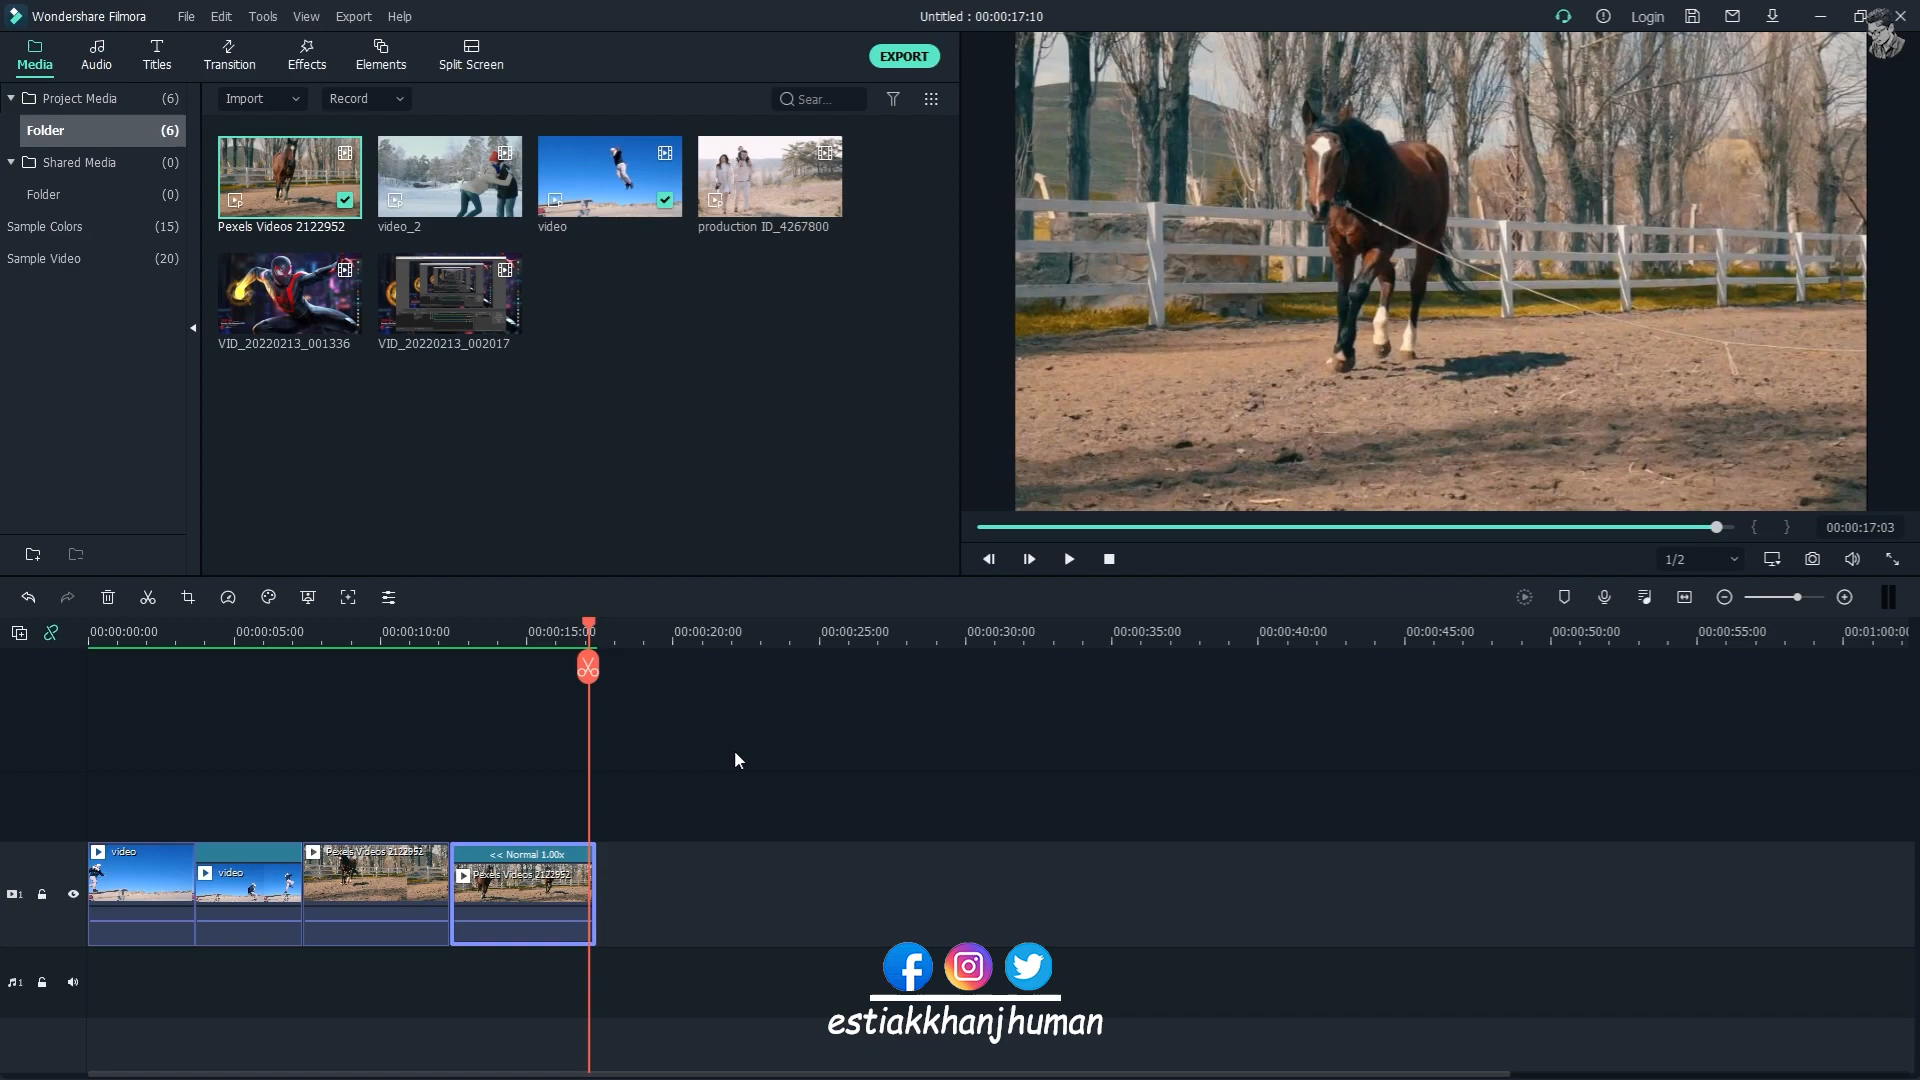 Wondershare Filmora
File
Edit
Tools
View
Export
Help
Untitled : 00:00:17:10
Login
Media
Audio
Titles
Transition
Effects
Elements
Split Screen
EXPORT
Project Media (6)
Folder (6)
Shared Media (0)
Folder (0)
Sample Colors (15)
Sample Video (20)
Import
Record
Sear...
Pexels Videos 2122952
video_2
video
production ID_4267800
VID_20220213_001336
VID_20220213_002017
{ }
00:00:17:03
1/2
00:00:00:00
00:00:05:00
00:00:10:00
00:00:15:00
00:00:20:00
00:00:25:00
00:00:30:00
00:00:35:00
00:00:40:00
00:00:45:00
00:00:50:00
00:00:55:00
00:01:00:00
video
video
Pexels Videos 2122952
<< Normal 1.00x
Pexels Videos 2122952
1
1
estiakkhanjhuman